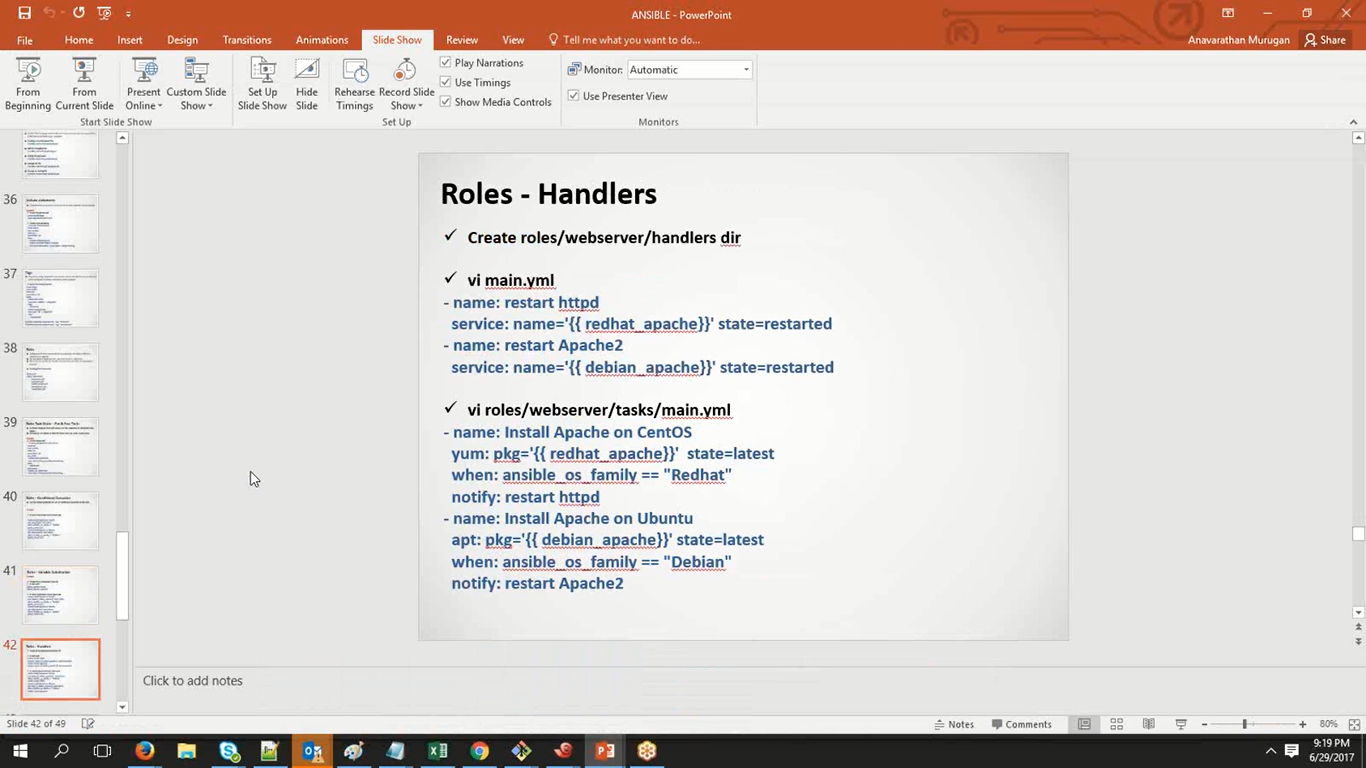 ANSIBLE - PowerPoint
File Home Insert Design Transitions Animations Slide Show Review View Tell me what you want to do... Anavarathan Murugan Share
From Beginning
From Current Slide
Present Online
Custom Slide Show
Start Slide Show
Set Up Slide Show
Hide Slide
Rehearse Timings
Record Slide Show
Play Narrations
Use Timings
Show Media Controls
Set Up
Monitor: Automatic
Use Presenter View
Monitors
36
37
38
39
40
41
42
Roles - Handlers
✓ Create roles/webserver/handlers dir
✓ vi main.yml
- name: restart httpd
service: name='{{ redhat_apache}}' state=restarted
- name: restart Apache2
service: name='{{ debian_apache}}' state=restarted
✓ vi roles/webserver/tasks/main.yml
- name: Install Apache on CentOS
yum: pkg='{{ redhat_apache}}' state=latest
when: ansible_os_family == "Redhat"
notify: restart httpd
- name: Install Apache on Ubuntu
apt: pkg='{{ debian_apache}}' state=latest
when: ansible_os_family == "Debian"
notify: restart Apache2
Click to add notes
Slide 42 of 49 Notes Comments 80%
9:19 PM
6/29/2017